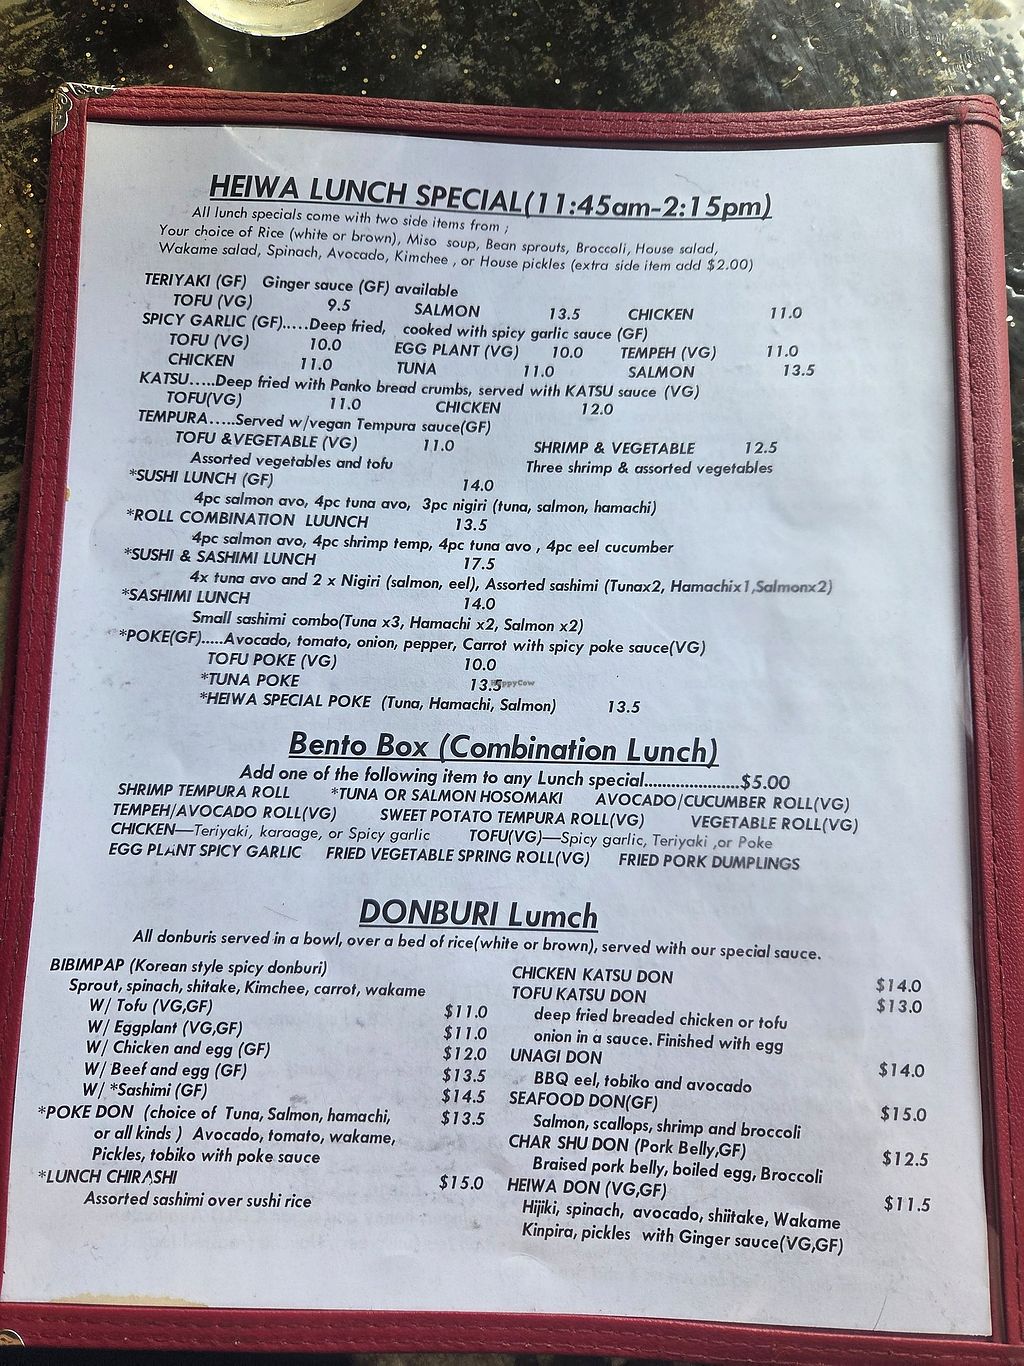 HEIWA LUNCH SPECIAL(11:45am-2:15pm)
All lunch specials come with two side items from ;
Your choice of Rice (white or brown), Miso soup, Bean sprouts, Broccoli, House salad,
Wakame salad, Spinach, Avocado, Kimchee , or House pickles (extra side item add $2.00)
TERIYAKI (GF) Ginger sauce (GF) available
TOFU (VG) 9.5 SALMON 13.5 CHICKEN 11.0
SPICY GARLIC (GF).....Deep fried, cooked with spicy garlic sauce (GF)
TOFU (VG) 10.0 EGG PLANT (VG) 10.0 TEMPEH (VG) 11.0
CHICKEN 11.0 TUNA 11.0 SALMON 13.5
KATSU.....Deep fried with Panko bread crumbs, served with KATSU sauce (VG)
TOFU(VG) 11.0 CHICKEN 12.0
TEMPURA.....Served w/vegan Tempura sauce(GF)
TOFU &VEGETABLE (VG) 11.0 SHRIMP & VEGETABLE 12.5
Assorted vegetables and tofu Three shrimp & assorted vegetables
*SUSHI LUNCH (GF) 14.0
4pc salmon avo, 4pc tuna avo, 3pc nigiri (tuna, salmon, hamachi)
*ROLL COMBINATION LUUNCH 13.5
4pc salmon avo, 4pc shrimp temp, 4pc tuna avo , 4pc eel cucumber
*SUSHI & SASHIMI LUNCH 17.5
4x tuna avo and 2 x Nigiri (salmon, eel), Assorted sashimi (Tunax2, Hamachix1,Salmonx2)
*SASHIMI LUNCH 14.0
Small sashimi combo(Tuna x3, Hamachi x2, Salmon x2)
*POKE(GF).....Avocado, tomato, onion, pepper, Carrot with spicy poke sauce(VG)
TOFU POKE (VG) 10.0
*TUNA POKE 13.5
HappyCow
*HEIWA SPECIAL POKE (Tuna, Hamachi, Salmon) 13.5
Bento Box (Combination Lunch)
Add one of the following item to any Lunch special......................$5.00
SHRIMP TEMPURA ROLL *TUNA OR SALMON HOSOMAKI AVOCADO/CUCUMBER ROLL(VG)
TEMPEH/AVOCADO ROLL(VG) SWEET POTATO TEMPURA ROLL(VG) VEGETABLE ROLL(VG)
CHICKEN—Teriyaki, karaage, or Spicy garlic TOFU(VG)—Spicy garlic, Teriyaki ,or Poke
EGG PLANT SPICY GARLIC FRIED VEGETABLE SPRING ROLL(VG) FRIED PORK DUMPLINGS
DONBURI Lumch
All donburis served in a bowl, over a bed of rice(white or brown), served with our special sauce.
BIBIMPAP (Korean style spicy donburi)
Sprout, spinach, shitake, Kimchee, carrot, wakame
W/ Tofu (VG,GF) $11.0
W/ Eggplant (VG,GF) $11.0
W/ Chicken and egg (GF) $12.0
W/ Beef and egg (GF) $13.5
W/ *Sashimi (GF) $14.5
*POKE DON (choice of Tuna, Salmon, hamachi, $13.5
or all kinds ) Avocado, tomato, wakame,
Pickles, tobiko with poke sauce
*LUNCH CHIRASHI $15.0
Assorted sashimi over sushi rice
CHICKEN KATSU DON $14.0
TOFU KATSU DON $13.0
deep fried breaded chicken or tofu
onion in a sauce. Finished with egg
UNAGI DON $14.0
BBQ eel, tobiko and avocado
SEAFOOD DON(GF) $15.0
Salmon, scallops, shrimp and broccoli
CHAR SHU DON (Pork Belly,GF) $12.5
Braised pork belly, boiled egg, Broccoli
HEIWA DON (VG,GF) $11.5
Hijiki, spinach, avocado, shiitake, Wakame
Kinpira, pickles with Ginger sauce(VG,GF)